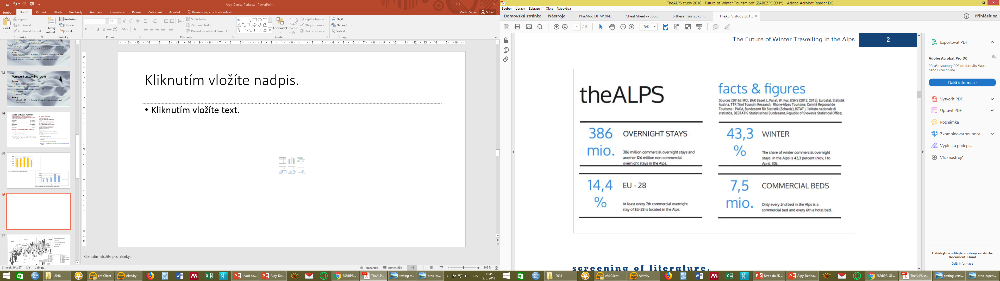 Alpy_Denisa_Perkova - PowerPoint
Soubor Domů Vložení Návrh Přechody Animace Prezentace Revize Zobrazení Acrobat Řekněte mi, co chcete udělat... Martin Šauer Sdílet
Vložit
Vyjmout
Kopírovat
Kopírovat formát
Schránka
Nový snímek
Rozložení
Obnovit
Oddíl
Snímky
18
Písmo
Směr textu
Zarovnat text
Převést na obrázek SmartArt
Odstavec
Uspořádat
Rychlé styly
Výplň obrazce
Obrys obrazce
Efekty obrazce
Kreslení
Najít
Nahradit
Vybrat
Úpravy
13
Vymezení cestovního ruchu
Druhy:
Formy:
14
JAK SE LYŽUJE V ALPÁCH
15
16
17
Kliknutím vložíte nadpis.
• Kliknutím vložíte text.
Kliknutím vložíte poznámky.
Snímek 16 z 27 Čeština Poznámky Komentáře 105 %
TheALPS study 2016 - Future of Winter Tourism.pdf (ZABEZPEČENÝ) - Adobe Acrobat Reader DC
Soubor Úpravy Zobrazení Okna Nápověda
Domovská stránka Nástroje PlnaMoc_DHM19I4... Cheat Sheet -- Jour... 6 thesen zur Zukun... TheALPS study 201... × Přihlásit se
4 / 13 170%
The Future of Winter Travelling in the Alps 2
theALPS
facts & figures
Sources (2016): MCI, BAK Basel, L.Vanat, W. Fux, DSHS (2012, 2015), Eurostat, Statistik
Austria, TTR Tirol Toursim Research, Rhone-Alpes Tourisme, Comité Regional de
Tourisme - PACA, Bundesamt für Statistik (Schweiz), ISTAT L´Istituto nazionale di
statistica, DESTATIS Statistisches Bundesamt, Republic of Svovenia Statistical Office;
386 mio.
OVERNIGHT STAYS
386 million commercial overnight stays and
another 126 million non-commercial
overnight stays in the Alps.
43,3 %
WINTER
The share of winter commercial overnight
stays in the Alps is 43,3 percent (Nov, 1 to
April, 30).
14,4 %
EU - 28
At least every 7th commercial overnight
stay of EU-28 is located in the Alps.
7,5 mio.
COMMERCIAL BEDS
Only every 2nd bed in the Alps is a
commercial bed and every 6th a hotel bed.
screening of literature.
Exportovat PDF
Adobe Acrobat Pro DC
Převést soubory PDF do formátu Word
nebo Excel online
Další informace
Vytvořit PDF
Upravit PDF
Poznámka
Zkombinovat soubory
Vyplnit a podepsat
Více nástrojů
Ukládejte a sdílejte soubory ve službě
Document Cloud
Další informace
2018 eM Client Aktivity Úvod do... Alpy_De... ESF:BPR... TheALP... testing-v... brno-ex... CES 11:45
2. 5. 2018
2018 eM Client Aktivity Úvod do SD ... Alpy_Denisa... ESF:BPR_GE... TheALPS st... testing-versi... brno-experi...